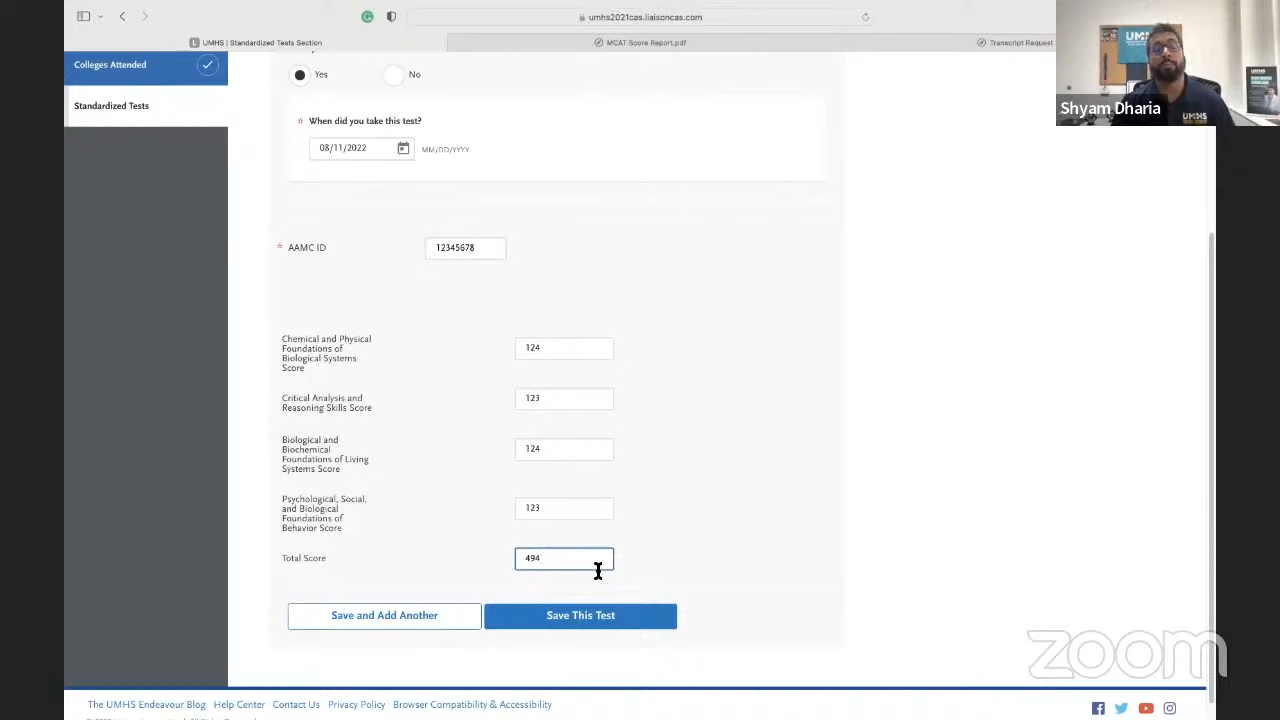 umhs2021cas.liaisoncas.com
UMHS | Standardized Tests Section
MCAT Score Report.pdf
Transcript Request
UMHS
Shyam Dharia
UMHS
Colleges Attended
Standardized Tests
Yes
No
* When did you take this test?
08/11/2022
MM/DD/YYYY
* AAMC ID
12345678
Chemical and Physical
Foundations of
Biological Systems
Score
124
Critical Analysis and
Reasoning Skills Score
123
Biological and
Biochemical
Foundations of Living
Systems Score
124
Psychological, Social,
and Biological
Foundations of
Behavior Score
123
Total Score
494
Save and Add Another
Save This Test
zoom
The UMHS Endeavour Blog
Help Center
Contact Us
Privacy Policy
Browser Compatibility & Accessibility